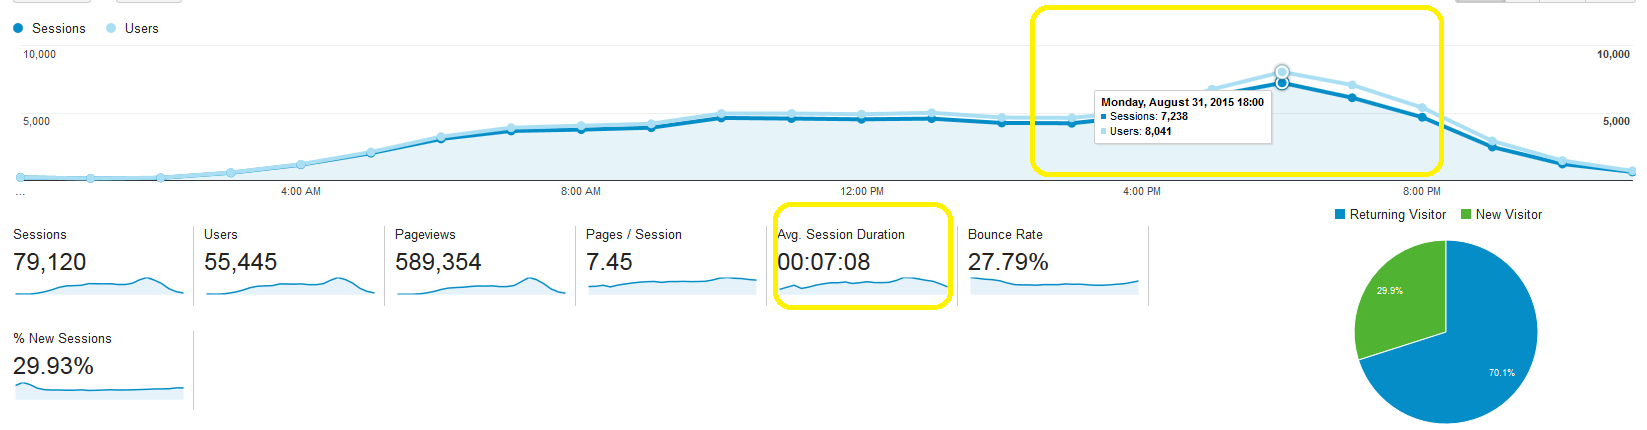 Sessions Users
10,000 10,000
5,000 5,000
Monday, August 31, 2015 18:00
Sessions: 7,238
Users: 8,041
... 4:00 AM 8:00 AM 12:00 PM 4:00 PM 8:00 PM
Returning Visitor New Visitor
Sessions
79,120
Users
55,445
Pageviews
589,354
Pages / Session
7.45
Avg. Session Duration
00:07:08
Bounce Rate
27.79%
% New Sessions
29.93%
29.9%
70.1%